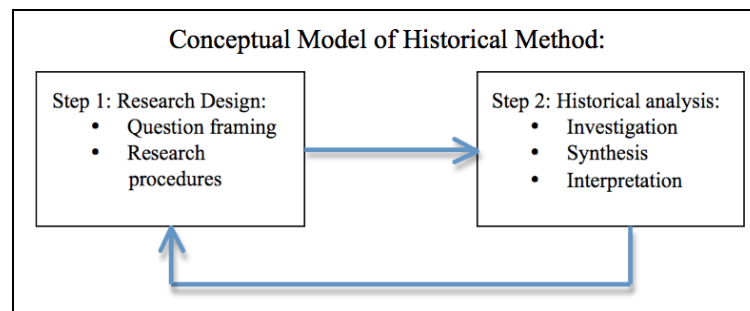 Conceptual Model of Historical Method:
Step 1: Research Design:
• Question framing
• Research
procedures
Step 2: Historical analysis:
• Investigation
• Synthesis
• Interpretation